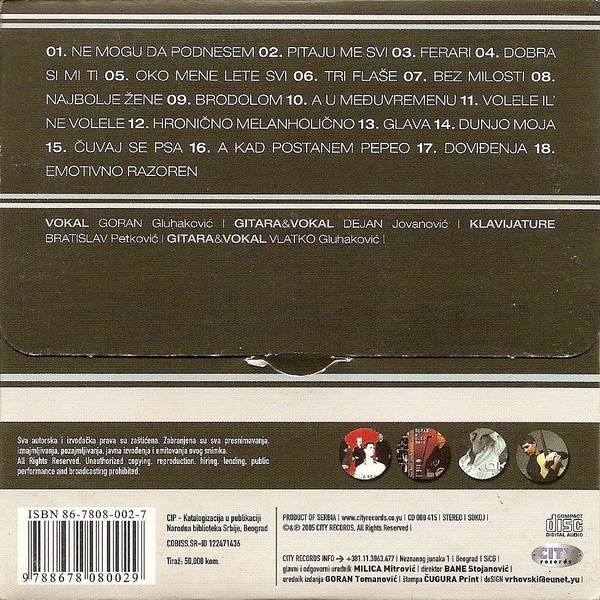 01. NE MOGU DA PODNESEM 02. PITAJU ME SVI 03. FERARI 04. DOBRA
SI MI TI 05. OKO MENE LETE SVI 06. TRI FLAŠE 07. BEZ MILOSTI 08.
NAJBOLJE ŽENE 09. BRODOLOM 10. A U MEĐUVREMENU 11. VOLELE IL'
NE VOLELE 12. HRONIČNO MELANHOLIČNO 13. GLAVA 14. DUNJO MOJA
15. ČUVAJ SE PSA 16. A KAD POSTANEM PEPEO 17. DOVIĐENJA 18.
EMOTIVNO RAZOREN
VOKAL GORAN Gluhaković | GITARA&VOKAL DEJAN Jovanović | KLAVIJATURE
BRATISLAV Petković | GITARA&VOKAL VLATKO Gluhaković |
Sva autorska i izvođačka prava su zaštićena. Zabranjena su sva presnimavanja,
iznajmljivanja, pozajmljivanja, javna izvođenja i emitovanja ovog snimka.
All Rights Reserved. Unauthorized copying, reproduction, hiring, lending, public
performance and broadcasting prohibited.
ISBN 86-7808-002-7
9788678080029
CIP - Katalogizacija u publikaciji
Narodna biblioteka Srbije, Beograd
COBISS.SR-ID 122471436
Tiraž: 50,000 kom.
PRODUCT OF SERBIA | www.cityrecords.co.yu | CD 000 415 | STEREO | SOKOJ |
©&℗ 2005 CITY RECORDS, All Rights Reserved |
CITY RECORDS INFO → +381.11.3063.477 | Neznanog junaka 1 | Beograd | SiCG |
glavni i odgovorni urednik MILICA Mitrović | direktor BANE Stojanović |
urednik izdanja GORAN Tomanović | štampa ČUGURA Print | deSIGN vrhovski@eunet.yu |
COMPACT
disc
DIGITAL AUDIO
CITY
records